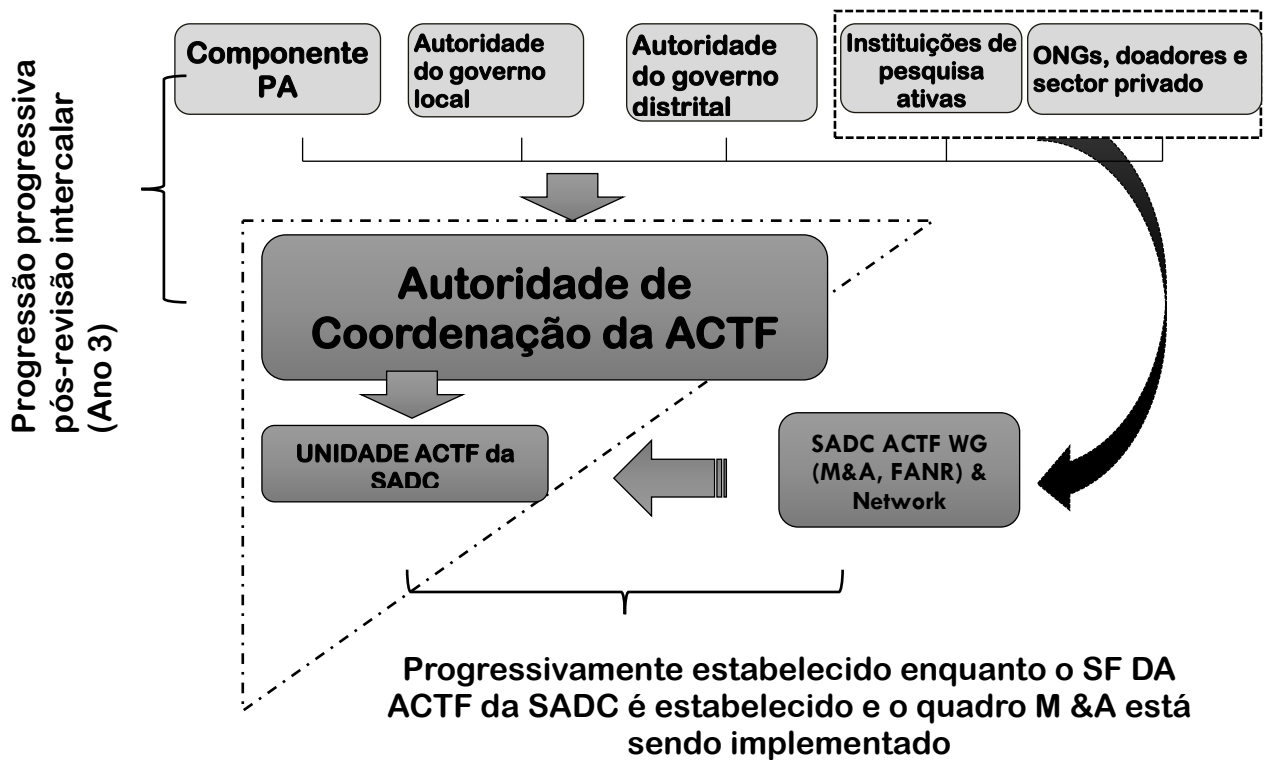 Componente
PA
Autoridade
do governo
local
Autoridade
do governo
distrital
Instituições de
pesquisa
ativas
ONGs, doadores e
sector privado
Progressão progressiva
pós-revisão intercalar
(Ano 3)
Autoridade de
Coordenação da ACTF
UNIDADE ACTF da
SADC
SADC ACTF WG
(M&A, FANR) &
Network
Progressivamente estabelecido enquanto o SF DA
ACTF da SADC é estabelecido e o quadro M &A está
sendo implementado